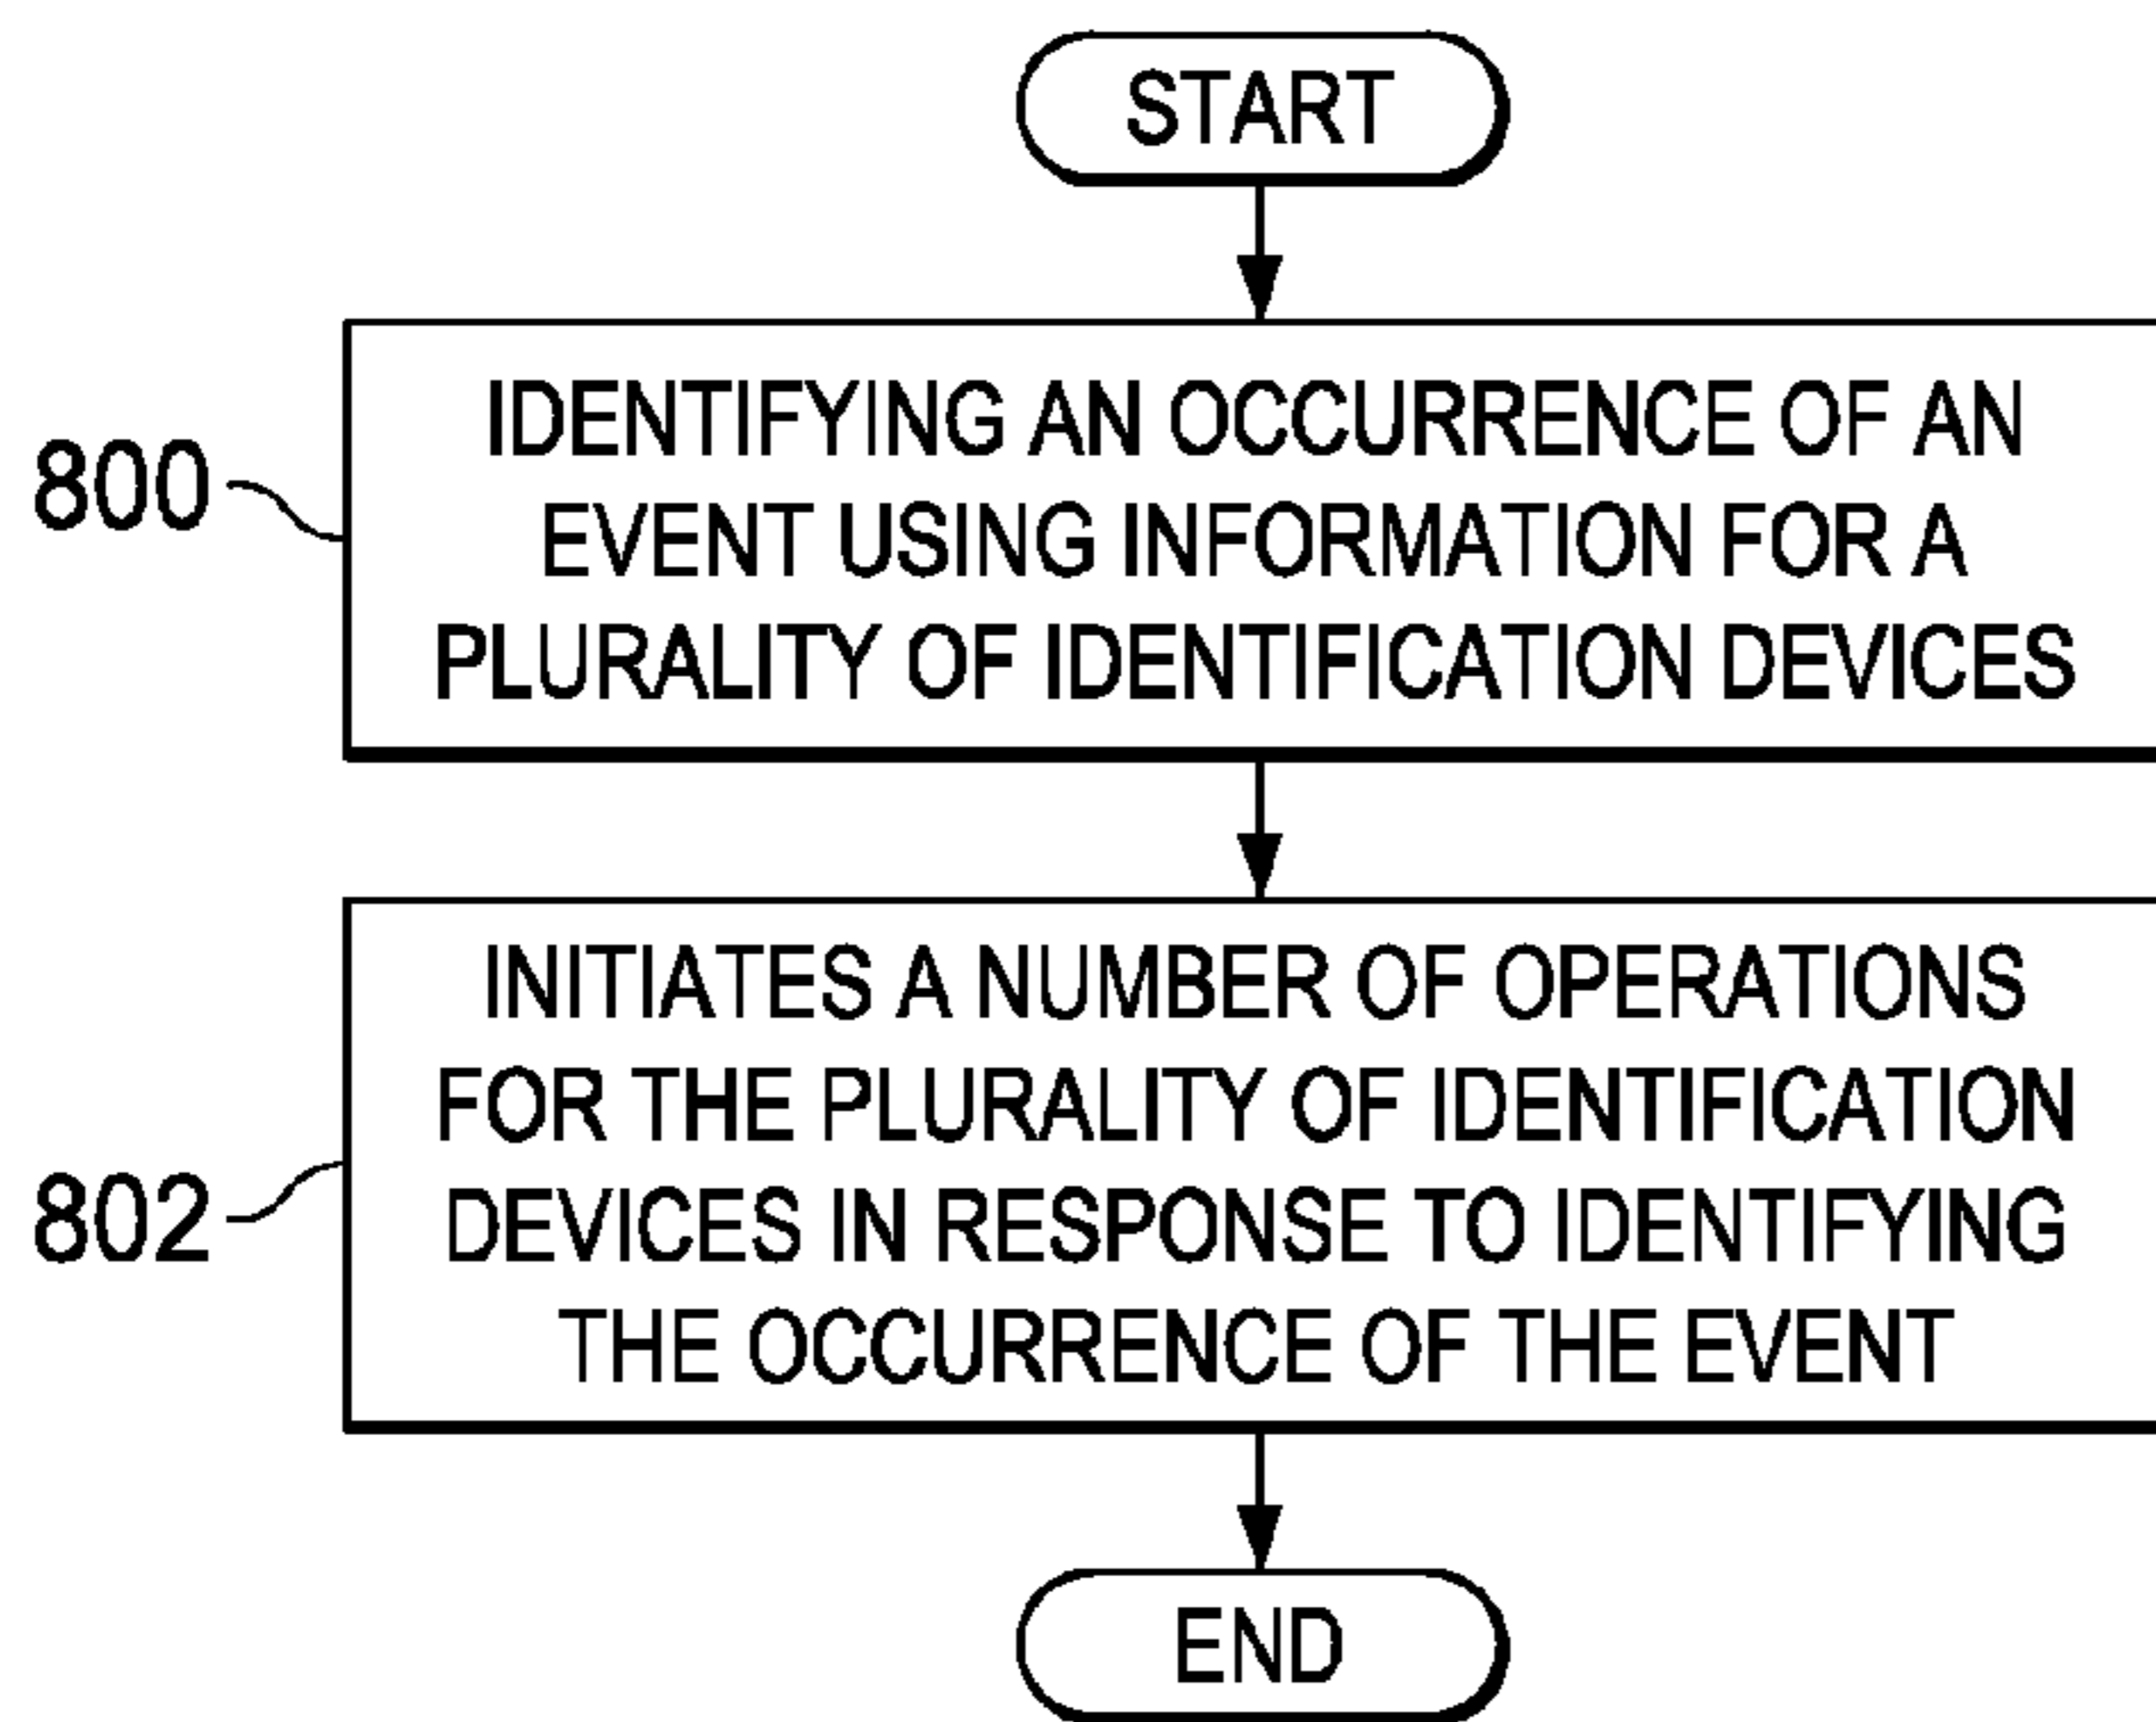 START
800
IDENTIFYING AN OCCURRENCE OF AN
EVENT USING INFORMATION FOR A
PLURALITY OF IDENTIFICATION DEVICES
802
INITIATES A NUMBER OF OPERATIONS
FOR THE PLURALITY OF IDENTIFICATION
DEVICES IN RESPONSE TO IDENTIFYING
THE OCCURRENCE OF THE EVENT
END